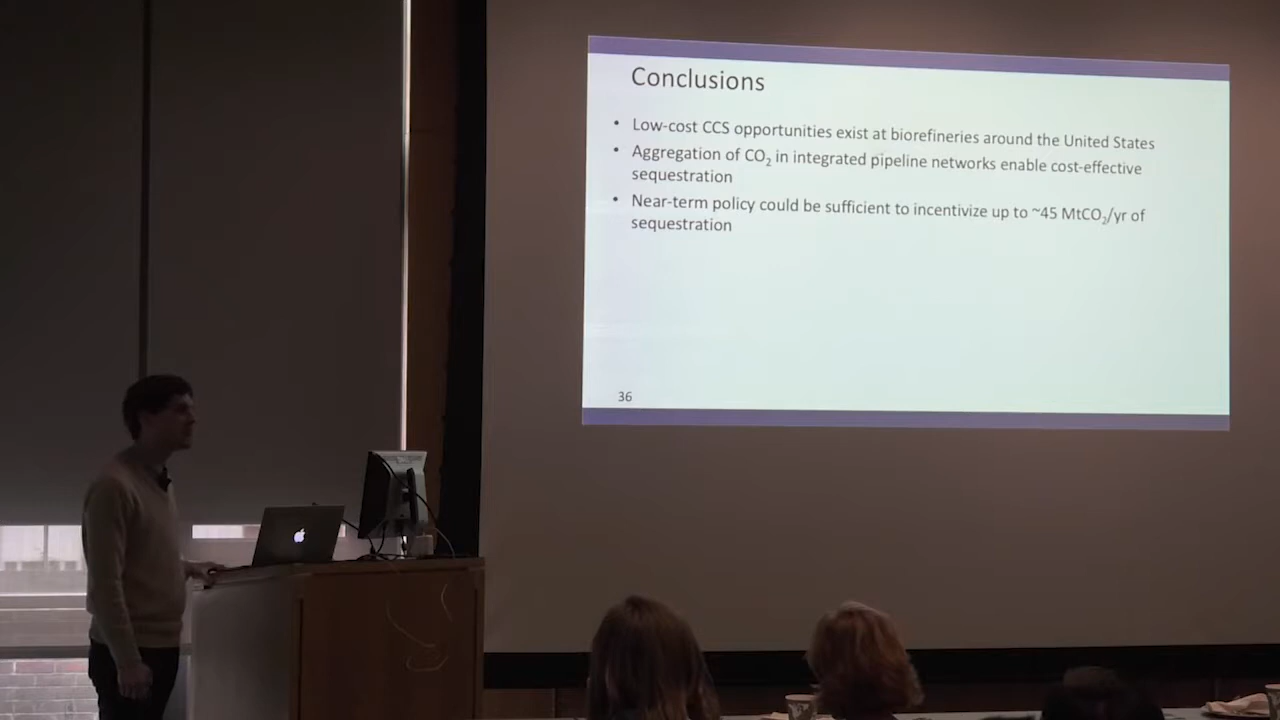 Conclusions
• Low-cost CCS opportunities exist at biorefineries around the United States
• Aggregation of CO₂ in integrated pipeline networks enable cost-effective
sequestration
• Near-term policy could be sufficient to incentivize up to ~45 MtCO₂/yr of
sequestration
36